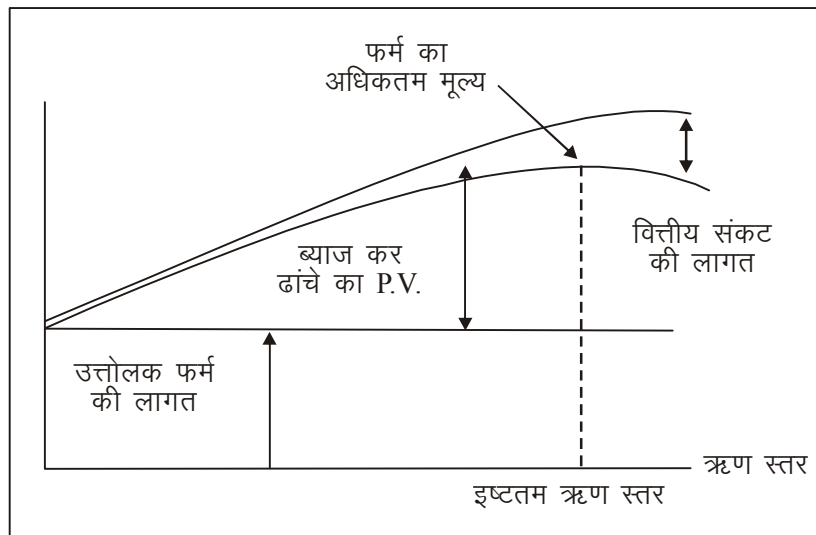 फर्म का
अधिकतम मूल्य
वित्तीय संकट
की लागत
ब्याज कर
ढांचे का P.V.
उत्तोलक फर्म
की लागत
ऋण स्तर
इष्टतम ऋण स्तर